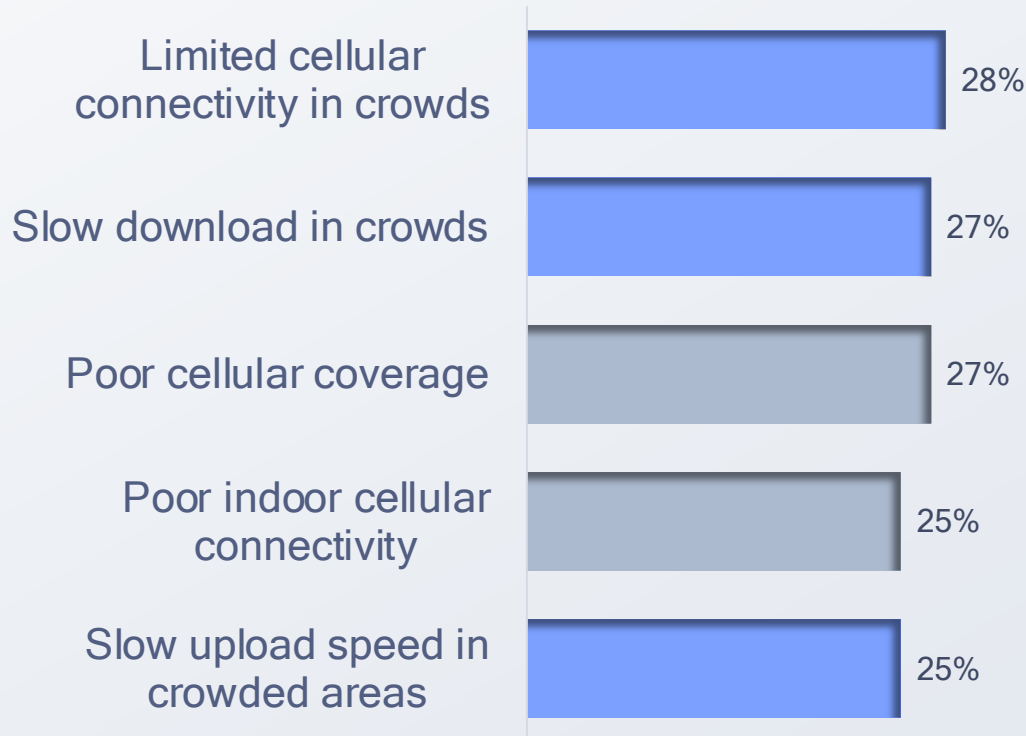 Limited cellular
connectivity in crowds
28%
Slow download in crowds
27%
Poor cellular coverage
27%
Poor indoor cellular
connectivity
25%
Slow upload speed in
crowded areas
25%